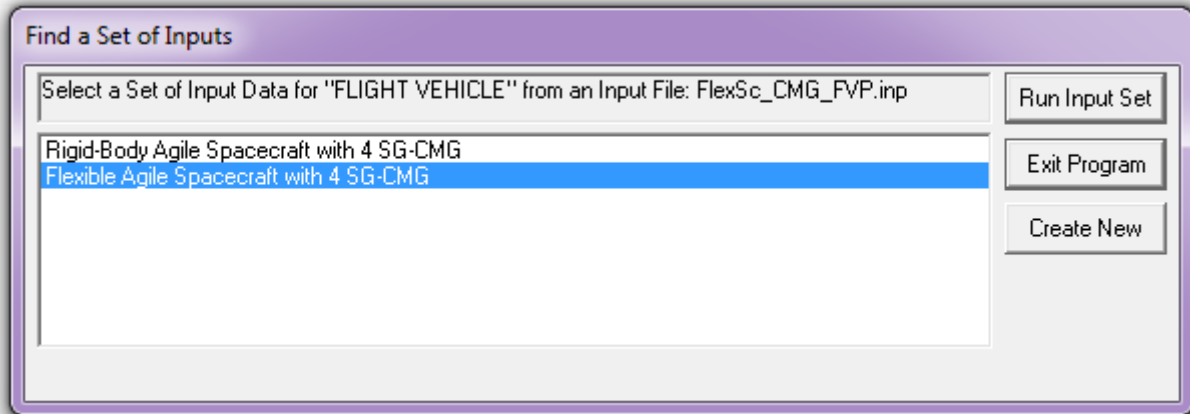 Find a Set of Inputs
Select a Set of Input Data for "FLIGHT VEHICLE" from an Input File: FlexSc_CMG_FVP.inp
Run Input Set
Rigid-Body Agile Spacecraft with 4 SG-CMG
Flexible Agile Spacecraft with 4 SG-CMG
Exit Program
Create New